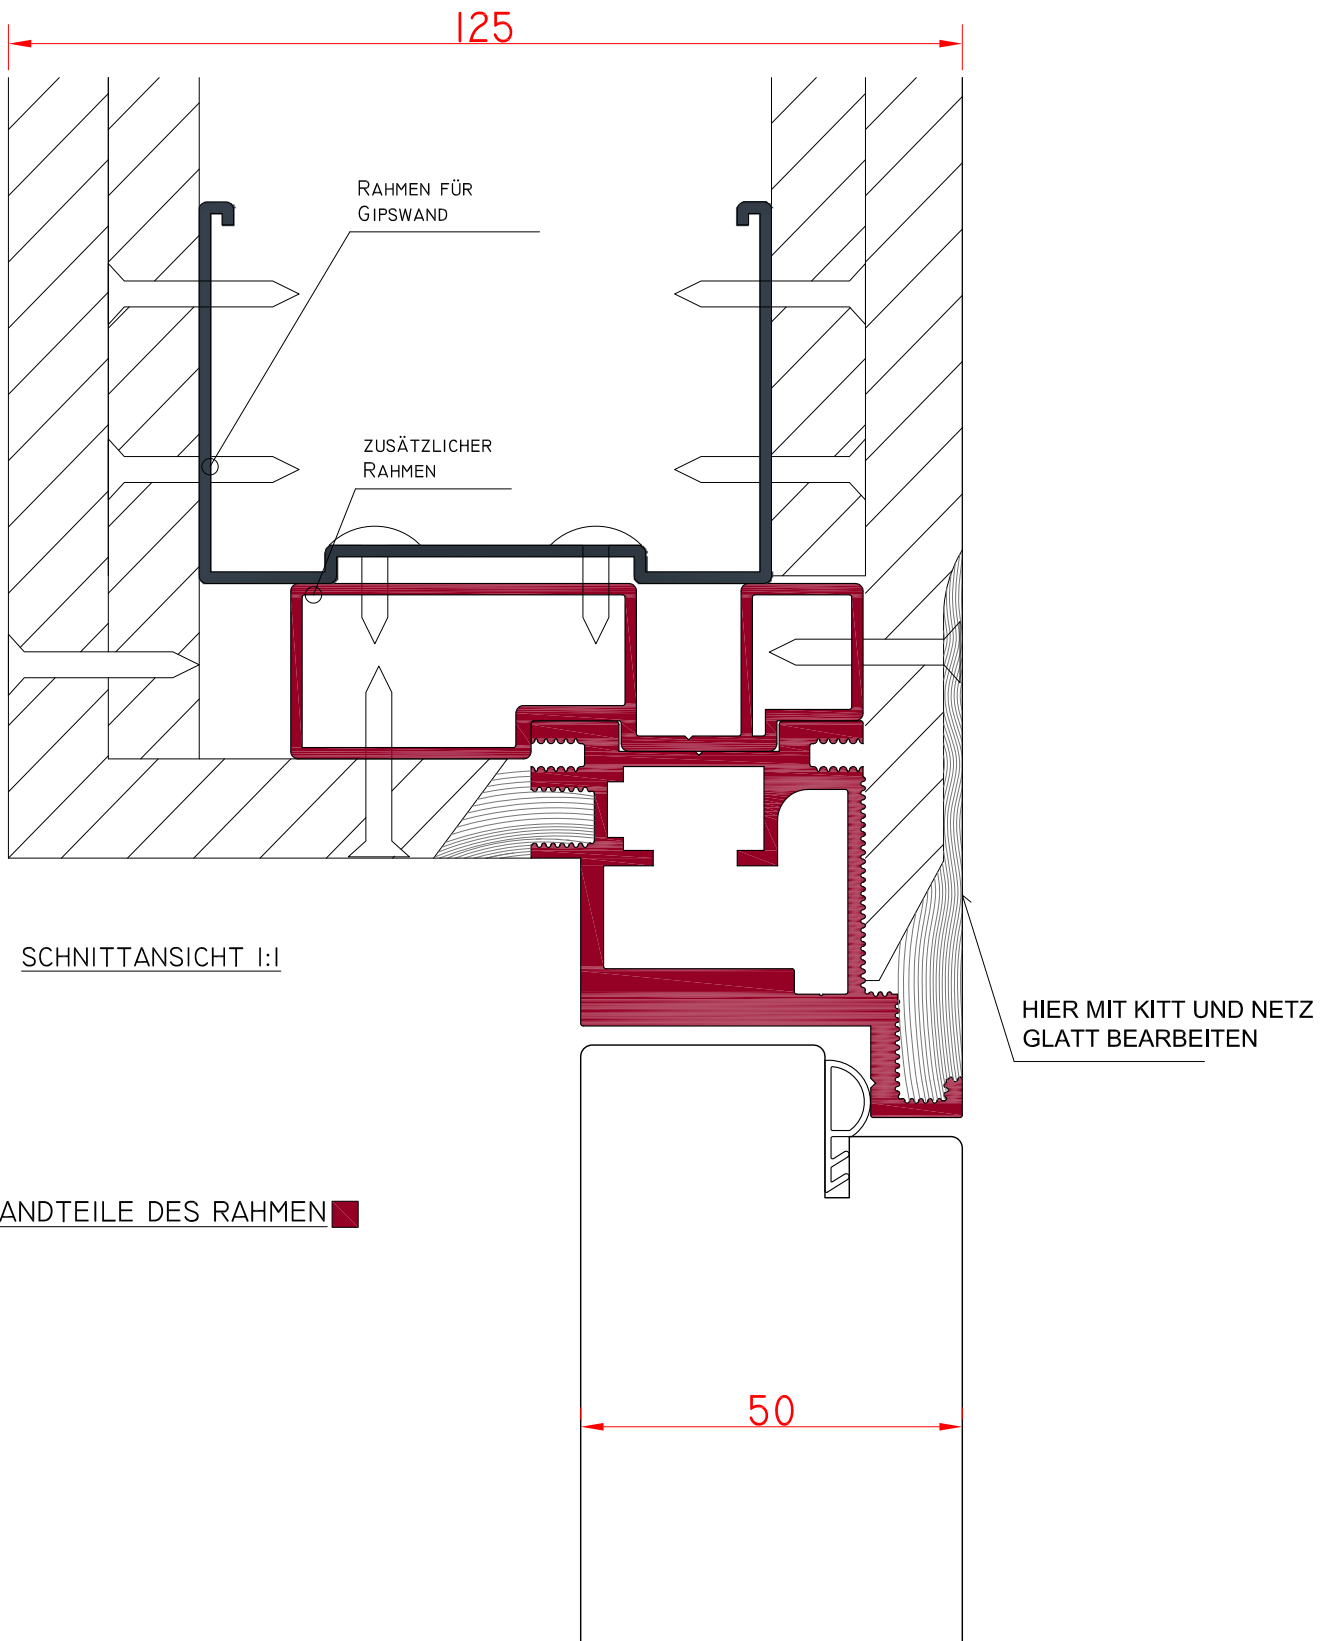 125
RAHMEN FÜR
GIPSWAND
ZUSÄTZLICHER
RAHMEN
SCHNITTANSICHT 1:1
HIER MIT KITT UND NETZ
GLATT BEARBEITEN
ANDTEILE DES RAHMEN
50